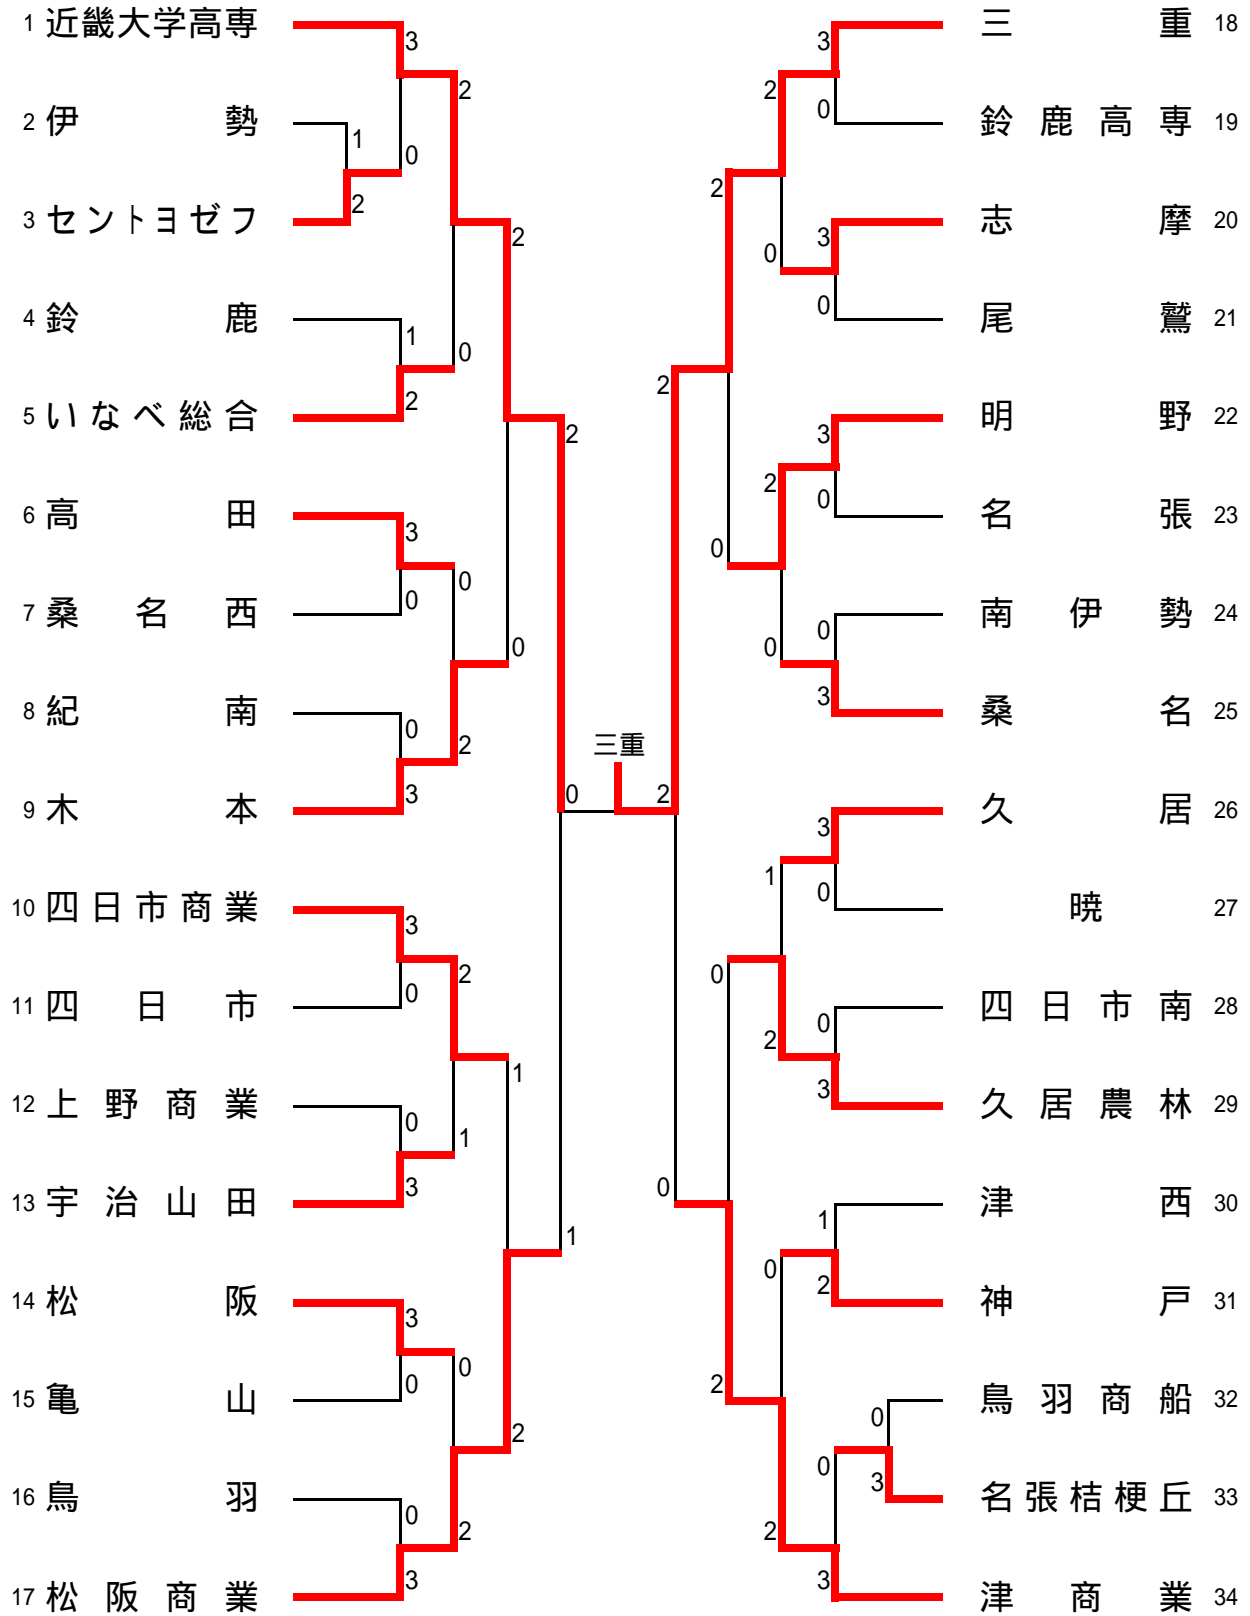 1 近畿大学高専
3
2
2 伊勢
1
0
3 セントヨゼフ
2
2
4 鈴鹿
1
0
5 いなべ総合
2
2
6 高田
3
0
7 桑名西
0
0
8 紀南
0
2
9 木本
3
0
10 四日市商業
3
2
11 四日市
0
1
12 上野商業
0
1
13 宇治山田
3
1
14 松阪
3
0
15 亀山
0
2
16 鳥羽
0
2
17 松阪商業
3
三重
2
三重 18
3
2
0
鈴鹿高専 19
2
志摩 20
3
0
0
尾鷲 21
2
明野 22
3
2
0
名張 23
0
南伊勢 24
0
0
3
桑名 25
久居 26
3
1
0
暁 27
0
四日市南 28
0
2
3
久居農林 29
0
津西 30
1
0
2
神戸 31
2
鳥羽商船 32
0
0
3
名張桔梗丘 33
2
3
津商業 34